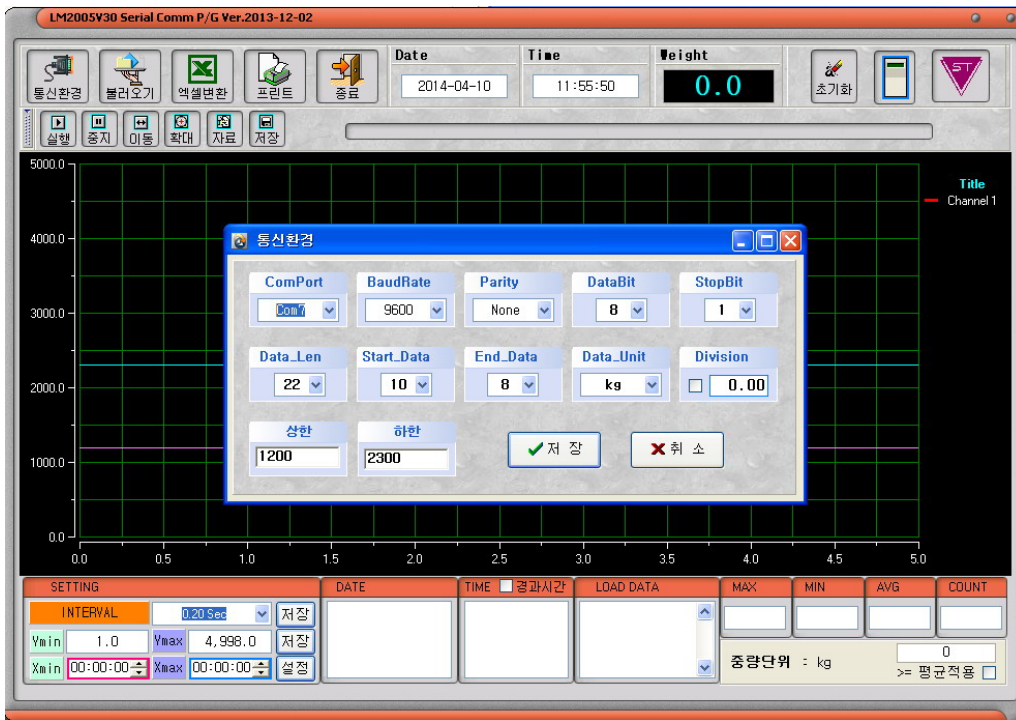 LM2005V30 Serial Comm P/G Ver.2013-12-02
통신환경 불러오기 엑셀변환 프린트 종료
Date Time Weight
2014-04-10 11:55:50 0.0
초기화 ST
실행 중지 이동 확대 자료 저장
5000.0
Title
Channel 1
4000.0
3000.0
2000.0
1000.0
0.0
0.0 0.5 1.0 1.5 2.0 2.5 3.0 3.5 4.0 4.5 5.0
통신환경
ComPort BaudRate Parity DataBit StopBit
Com7 9600 None 8 1
Data_Len Start_Data End_Data Data_Unit Division
22 10 8 kg 0.00
상한 하한
1200 2300
저 장 취 소
SETTING DATE TIME 경과시간 LOAD DATA MAX MIN AVG COUNT
INTERVAL 0.20 Sec 저장
Ymin 1.0 Ymax 4,998.0 저장
Xmin 00:00:00 Xmax 00:00:00 설정
중량단위 : kg
0
>= 평균적용